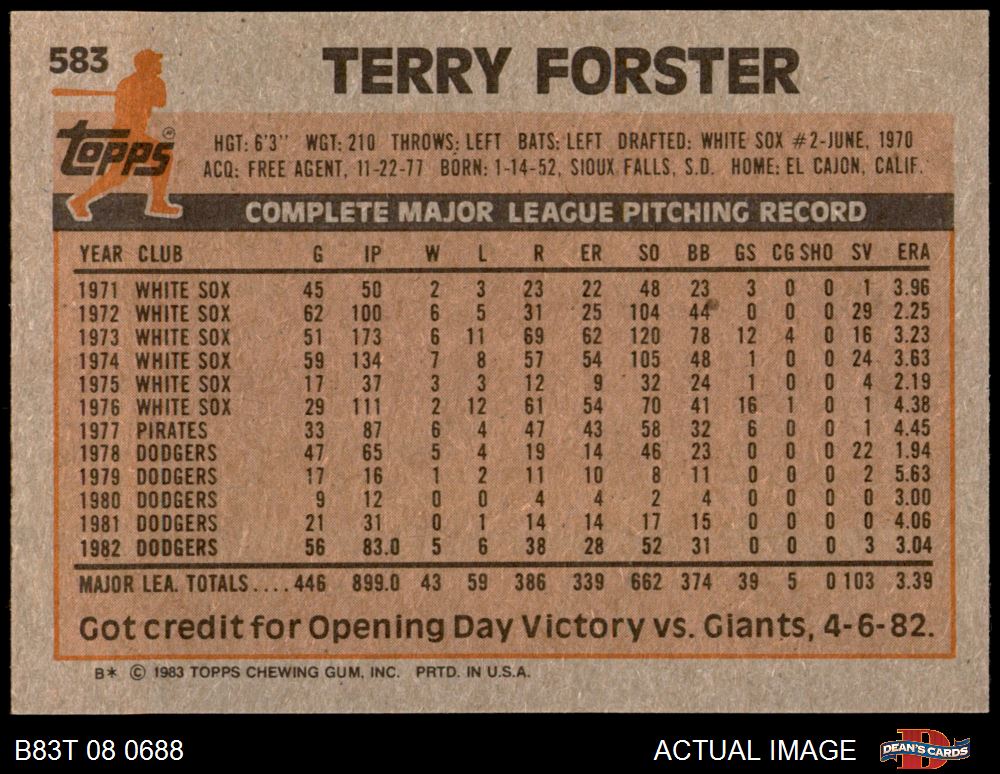 583
TERRY FORSTER
topps
HGT: 6'3" WGT: 210 THROWS: LEFT BATS: LEFT DRAFTED: WHITE SOX #2-JUNE, 1970
ACQ: FREE AGENT, 11-22-77 BORN: 1-14-52, SIOUX FALLS, S.D. HOME: EL CAJON, CALIF.
COMPLETE MAJOR LEAGUE PITCHING RECORD
YEAR CLUB G IP W L R ER SO BB GS CG SHO SV ERA
1971 WHITE SOX 45 50 2 3 23 22 48 23 3 0 0 1 3.96
1972 WHITE SOX 62 100 6 5 31 25 104 44 0 0 0 29 2.25
1973 WHITE SOX 51 173 6 11 69 62 120 78 12 4 0 16 3.23
1974 WHITE SOX 59 134 7 8 57 54 105 48 1 0 0 24 3.63
1975 WHITE SOX 17 37 3 3 12 9 32 24 1 0 0 4 2.19
1976 WHITE SOX 29 111 2 12 61 54 70 41 16 1 0 1 4.38
1977 PIRATES 33 87 6 4 47 43 58 32 6 0 0 1 4.45
1978 DODGERS 47 65 5 4 19 14 46 23 0 0 0 22 1.94
1979 DODGERS 17 16 1 2 11 10 8 11 0 0 0 2 5.63
1980 DODGERS 9 12 0 0 4 4 2 4 0 0 0 0 3.00
1981 DODGERS 21 31 0 1 14 14 17 15 0 0 0 0 4.06
1982 DODGERS 56 83.0 5 6 38 28 52 31 0 0 0 3 3.04
MAJOR LEA. TOTALS....446 899.0 43 59 386 339 662 374 39 5 0 103 3.39
Got credit for Opening Day Victory vs. Giants, 4-6-82.
B* © 1983 TOPPS CHEWING GUM, INC. PRTD. IN U.S.A.
B83T 08 0688 ACTUAL IMAGE DEAN'S CARDS